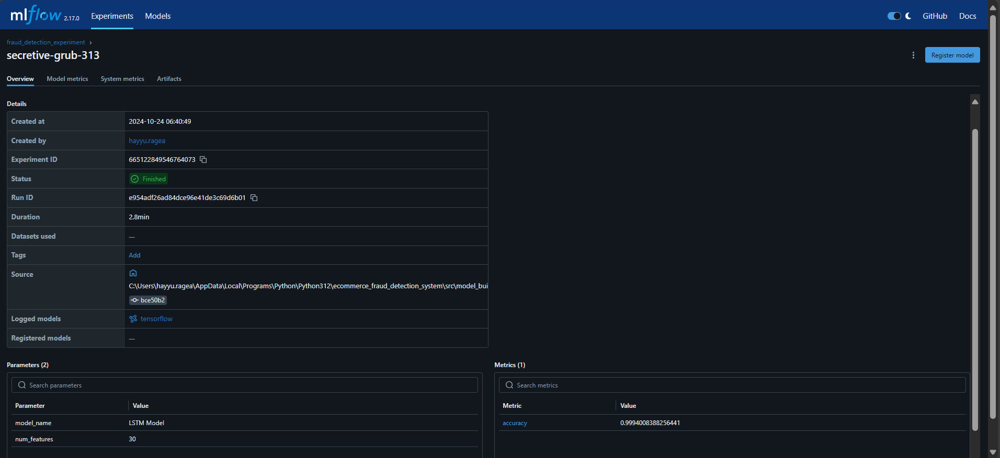 mlflow 2.17.0 Experiments Models GitHub Docs
fraud_detection_experiment
secretive-grub-313
Register model
Overview Model metrics System metrics Artifacts
Details
Created at 2024-10-24 06:40:49
Created by hayyu.ragea
Experiment ID 665122849546764073
Status Finished
Run ID e954adf26ad84dce96e41de3c69d6b01
Duration 2.8min
Datasets used —
Tags Add
Source
C:\Users\hayyu.ragea\AppData\Local\Programs\Python\Python312\ecommerce_fraud_detection_system\src\model_bui
bce50b2
Logged models tensorflow
Registered models —
Parameters (2)
Search parameters
Parameter Value
model_name LSTM Model
num_features 30
Metrics (1)
Search metrics
Metric Value
accuracy 0.9994008388256441